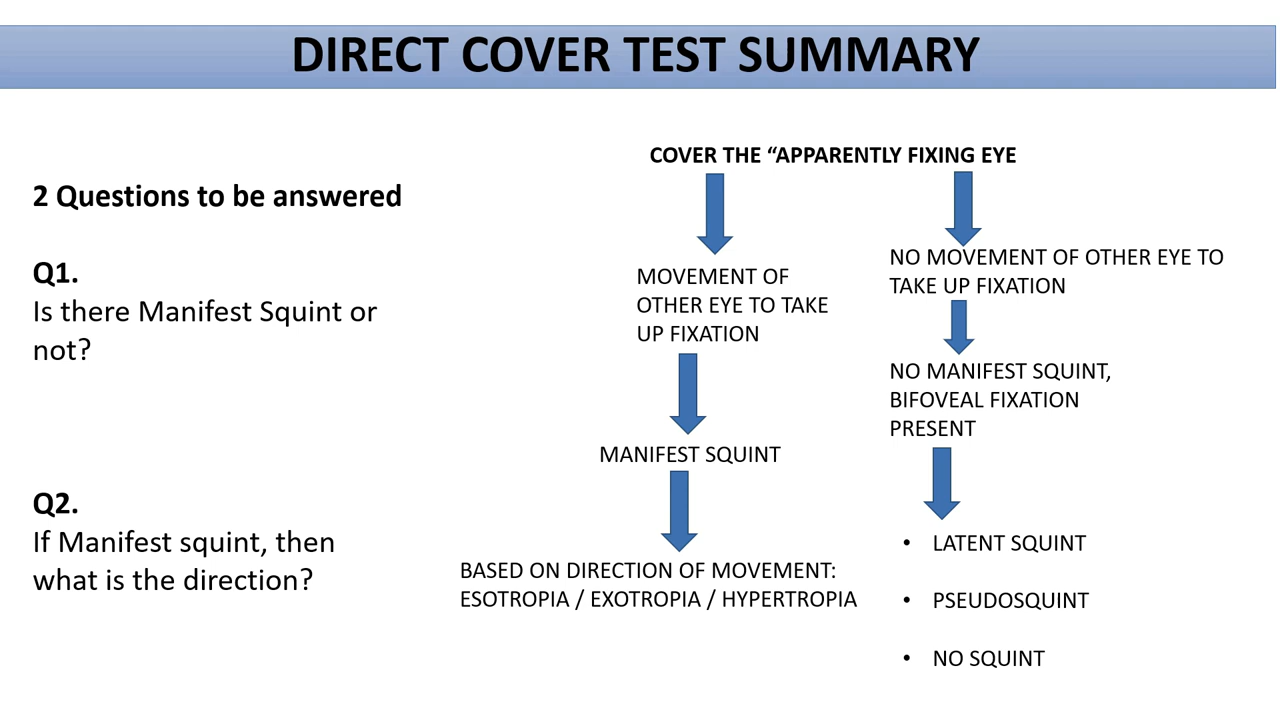 DIRECT COVER TEST SUMMARY
2 Questions to be answered
Q1.
Is there Manifest Squint or
not?
Q2.
If Manifest squint, then
what is the direction?
COVER THE “APPARENTLY FIXING EYE
MOVEMENT OF
OTHER EYE TO TAKE
UP FIXATION
MANIFEST SQUINT
BASED ON DIRECTION OF MOVEMENT:
ESOTROPIA / EXOTROPIA / HYPERTROPIA
NO MOVEMENT OF OTHER EYE TO
TAKE UP FIXATION
NO MANIFEST SQUINT,
BIFOVEAL FIXATION
PRESENT
• LATENT SQUINT
• PSEUDOSQUINT
• NO SQUINT